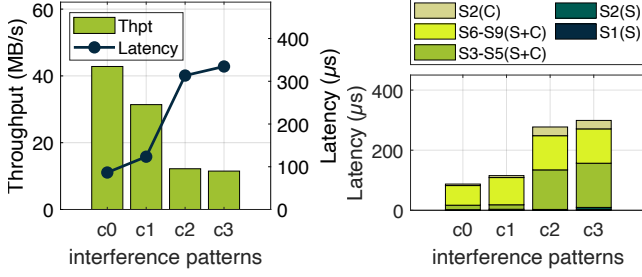 Throughput (MB/s)
60
40
20
0
Thpt
Latency
400
300
200
100
0
Latency (μs)
c0 c1 c2 c3
interference patterns
S2(C) S2(S)
S6-S9(S+C) S1(S)
S3-S5(S+C)
Latency (μs)
400
200
0
c0 c1 c2 c3
interference patterns